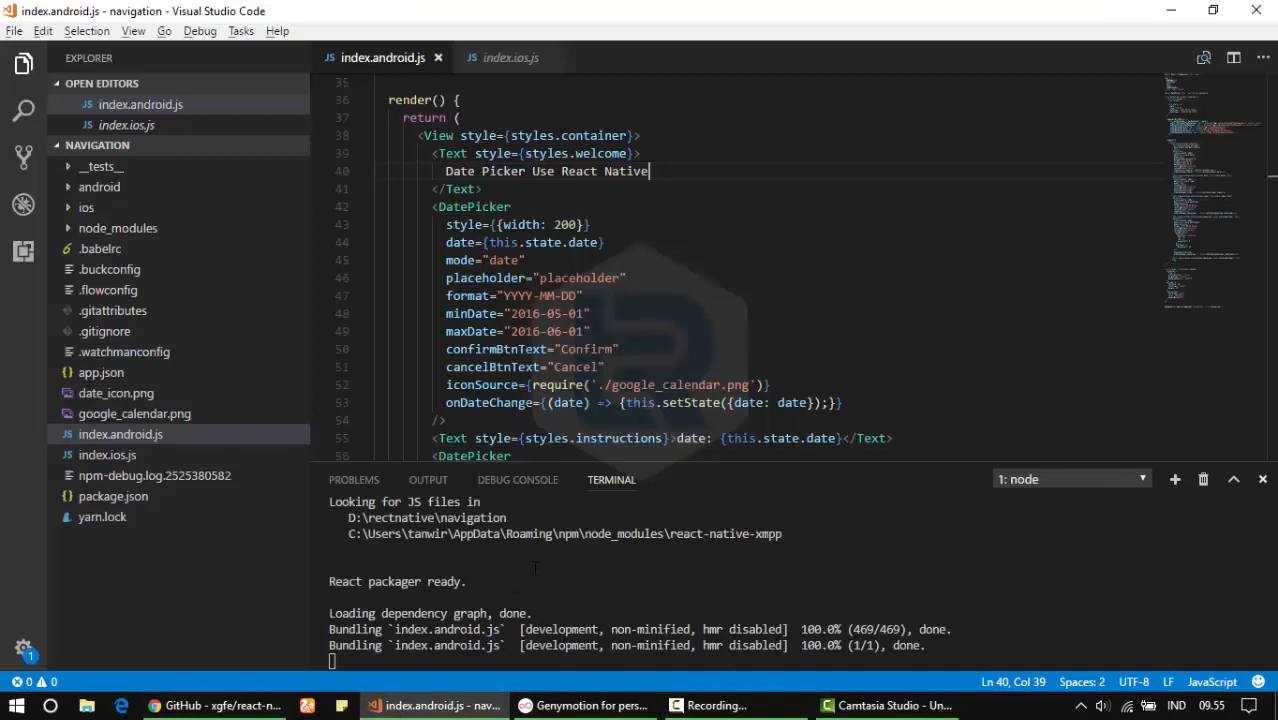 index.android.js - navigation - Visual Studio Code
File Edit Selection View Go Debug Tasks Help
EXPLORER
OPEN EDITORS
JS index.android.js
JS index.ios.js
NAVIGATION
__tests__
android
ios
node_modules
.babelrc
.buckconfig
.flowconfig
.gitattributes
.gitignore
.watchmanconfig
app.json
date_icon.png
google_calendar.png
JS index.android.js
JS index.ios.js
npm-debug.log.2525380582
package.json
yarn.lock
JS index.android.js JS index.ios.js
35
36 render() {
37 return (
38 <View style={styles.container}>
39 <Text style={styles.welcome}>
40 Date Picker Use React Native
41 </Text>
42 <DatePicker
43 style={{width: 200}}
44 date={this.state.date}
45 mode="date"
46 placeholder="placeholder"
47 format="YYYY-MM-DD"
48 minDate="2016-05-01"
49 maxDate="2016-06-01"
50 confirmBtnText="Confirm"
51 cancelBtnText="Cancel"
52 iconSource={require('./google_calendar.png')}
53 onDateChange={(date) => {this.setState({date: date});}}
54 />
55 <Text style={styles.instructions}>date: {this.state.date}</Text>
56 <DatePicker
PROBLEMS OUTPUT DEBUG CONSOLE TERMINAL 1: node
Looking for JS files in
D:\rectnative\navigation
C:\Users\tanwir\AppData\Roaming\npm\node_modules\react-native-xmpp
React packager ready.
Loading dependency graph, done.
Bundling `index.android.js` [development, non-minified, hmr disabled] 100.0% (469/469), done.
Bundling `index.android.js` [development, non-minified, hmr disabled] 100.0% (1/1), done.
1
0 0 Ln 40, Col 39 Spaces: 2 UTF-8 LF JavaScript
GitHub - xgfe/react-n... index.android.js - nav... Genymotion for pers... Recording... Camtasia Studio - Un... IND 09.55